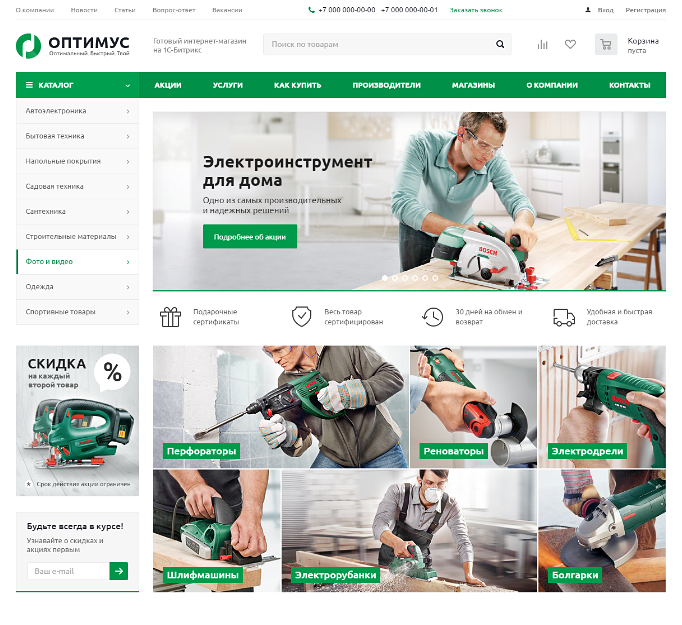 О компании Новости Статьи Вопрос-ответ Вакансии +7 000 000-00-00 +7 000 000-00-01 Заказать звонок Вход Регистрация
ОПТИМУС
Оптимальный. Быстрый. Твой
Готовый интернет-магазин
на 1С-Битрикс
Поиск по товарам
Корзина
пуста
КАТАЛОГ АКЦИИ УСЛУГИ КАК КУПИТЬ ПРОИЗВОДИТЕЛИ МАГАЗИНЫ О КОМПАНИИ КОНТАКТЫ
Автоэлектроника
Бытовая техника
Напольные покрытия
Садовая техника
Сантехника
Строительные материалы
Фото и видео
Одежда
Спортивные товары
Электроинструмент
для дома
Одно из самых производительных
и надежных решений
Подробнее об акции
BOSCH
Подарочные
сертификаты
Весь товар
сертифицирован
30 дней на обмен и
возврат
Удобная и быстрая
доставка
СКИДКА
на каждый
второй товар
%
* Срок действия акции ограничен
Перфораторы
Реноваторы
Электродрели
Шлифмашины
Электрорубанки
Болгарки
Будьте всегда в курсе!
Узнавайте о скидках и
акциях первым
Ваш e-mail